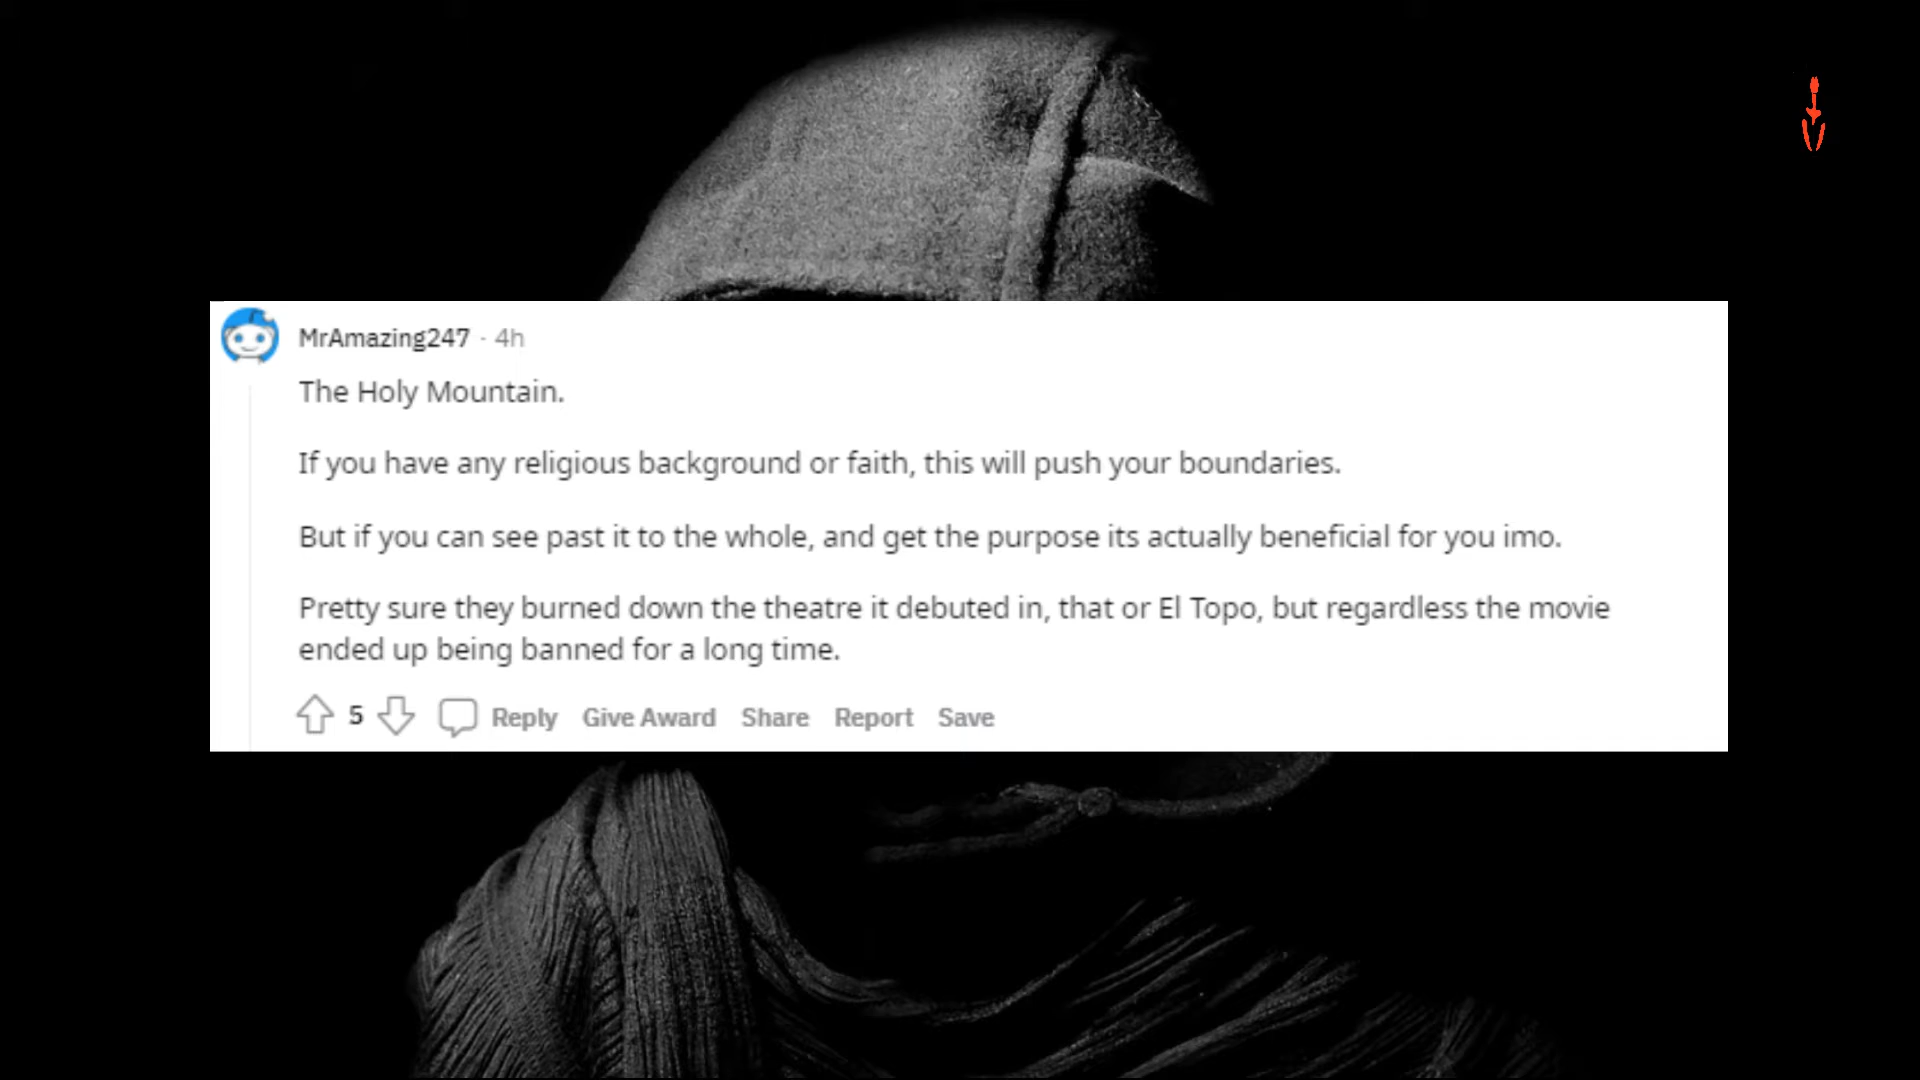 MrAmazing247 · 4h
The Holy Mountain.
If you have any religious background or faith, this will push your boundaries.
But if you can see past it to the whole, and get the purpose its actually beneficial for you imo.
Pretty sure they burned down the theatre it debuted in, that or El Topo, but regardless the movie
ended up being banned for a long time.
5 Reply Give Award Share Report Save